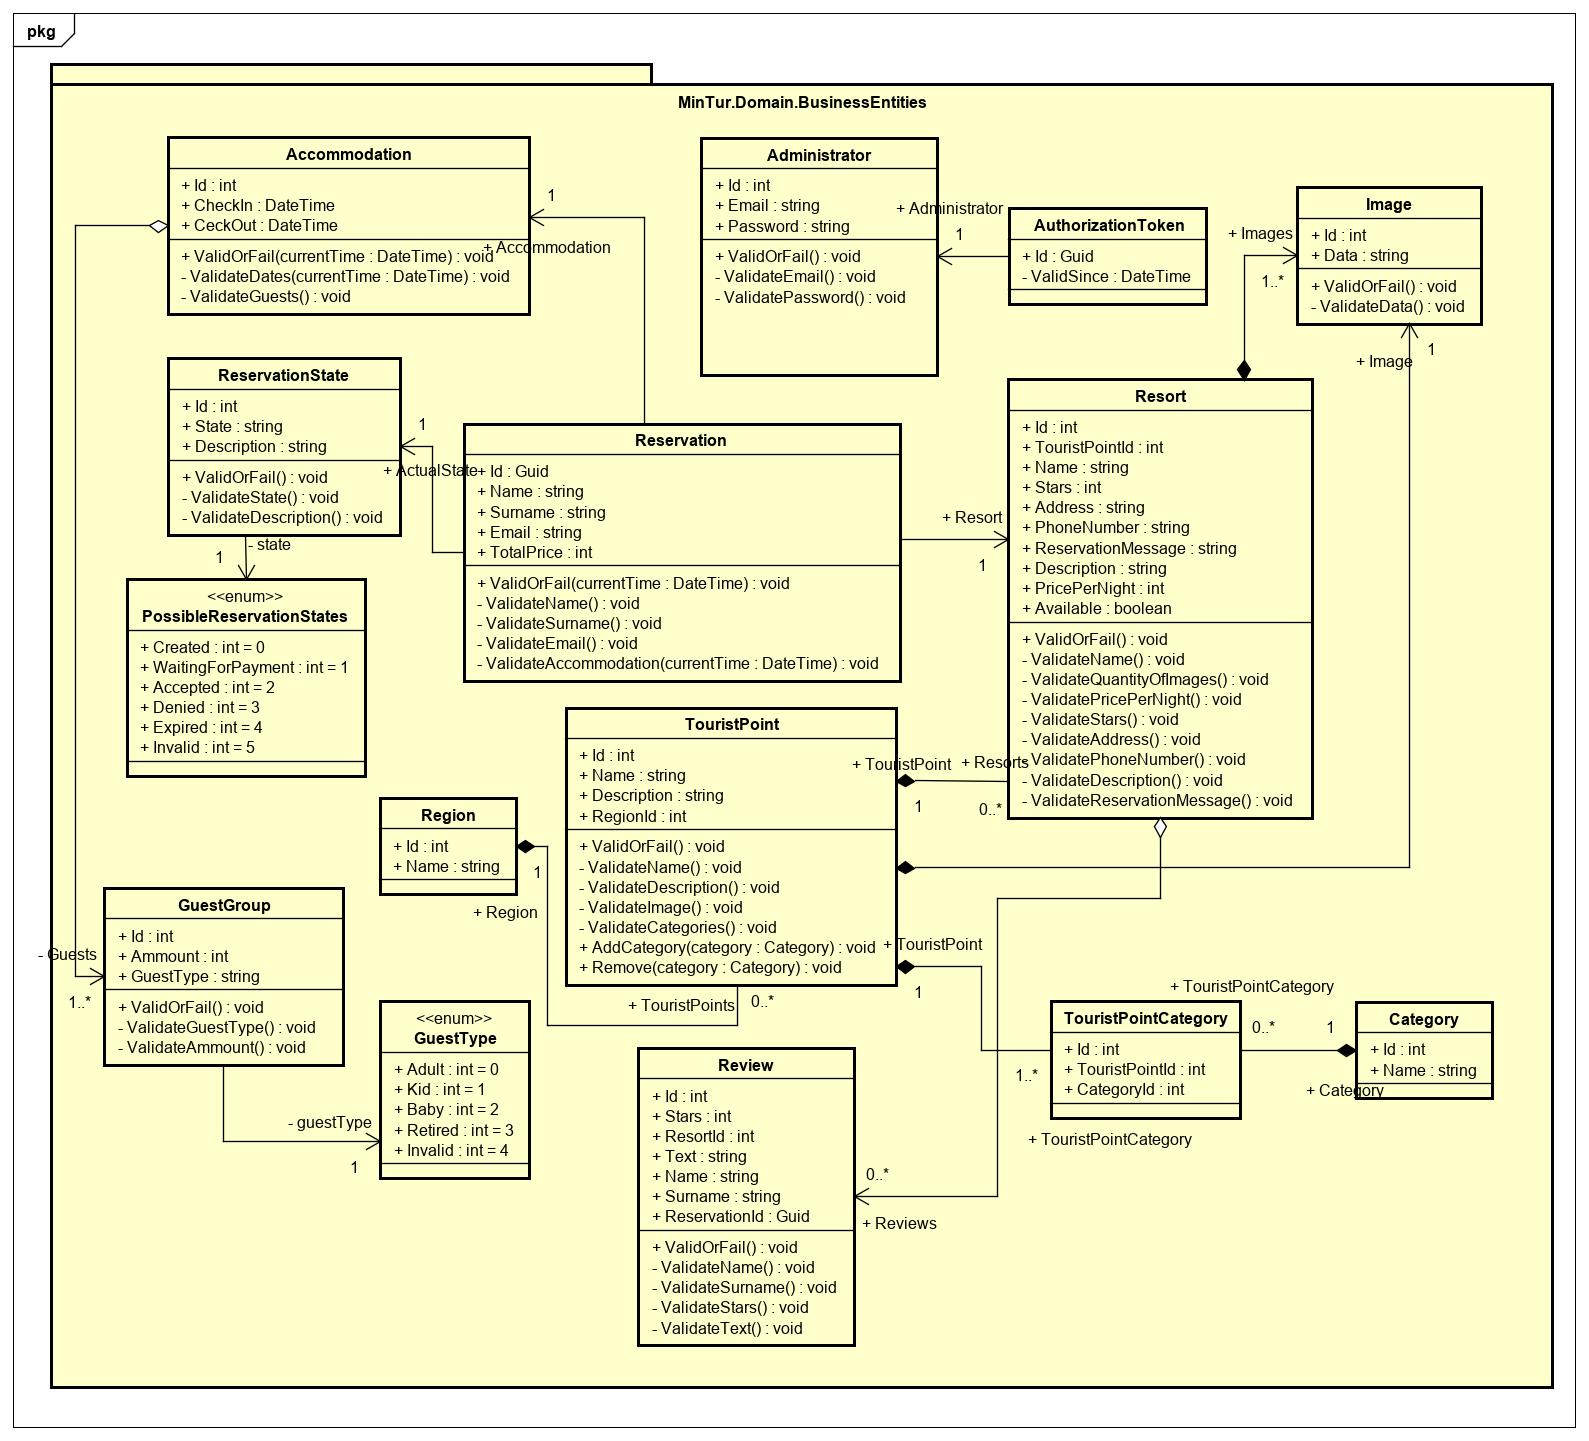 pkg
MinTur.Domain.BusinessEntities
Accommodation
+ Id : int
+ CheckIn : DateTime
+ CeckOut : DateTime
+ ValidOrFail(currentTime : DateTime) : void
- ValidateDates(currentTime : DateTime) : void
- ValidateGuests() : void
1
+ Accommodation
Administrator
+ Id : int
+ Email : string
+ Password : string
+ ValidOrFail() : void
- ValidateEmail() : void
- ValidatePassword() : void
+ Administrator
1
AuthorizationToken
+ Id : Guid
- ValidSince : DateTime
Image
+ Id : int
+ Data : string
+ ValidOrFail() : void
- ValidateData() : void
+ Images
1..*
1
+ Image
ReservationState
+ Id : int
+ State : string
+ Description : string
+ ValidOrFail() : void
- ValidateState() : void
- ValidateDescription() : void
1
+ ActualState
- state
1
<<enum>>
PossibleReservationStates
+ Created : int = 0
+ WaitingForPayment : int = 1
+ Accepted : int = 2
+ Denied : int = 3
+ Expired : int = 4
+ Invalid : int = 5
Reservation
+ Id : Guid
+ Name : string
+ Surname : string
+ Email : string
+ TotalPrice : int
+ ValidOrFail(currentTime : DateTime) : void
- ValidateName() : void
- ValidateSurname() : void
- ValidateEmail() : void
- ValidateAccommodation(currentTime : DateTime) : void
+ Resort
1
Resort
+ Id : int
+ TouristPointId : int
+ Name : string
+ Stars : int
+ Address : string
+ PhoneNumber : string
+ ReservationMessage : string
+ Description : string
+ PricePerNight : int
+ Available : boolean
+ ValidOrFail() : void
- ValidateName() : void
- ValidateQuantityOfImages() : void
- ValidatePricePerNight() : void
- ValidateStars() : void
- ValidateAddress() : void
- ValidatePhoneNumber() : void
- ValidateDescription() : void
- ValidateReservationMessage() : void
TouristPoint
+ Id : int
+ Name : string
+ Description : string
+ RegionId : int
+ ValidOrFail() : void
- ValidateName() : void
- ValidateDescription() : void
- ValidateImage() : void
- ValidateCategories() : void
+ AddCategory(category : Category) : void
+ Remove(category : Category) : void
+ TouristPoint
+ Resorts
1
0..*
Region
+ Id : int
+ Name : string
1
+ Region
+ TouristPoints
0..*
+ TouristPoint
1
GuestGroup
+ Id : int
+ Ammount : int
+ GuestType : string
+ ValidOrFail() : void
- ValidateGuestType() : void
- ValidateAmmount() : void
- Guests
1..*
<<enum>>
GuestType
+ Adult : int = 0
+ Kid : int = 1
+ Baby : int = 2
+ Retired : int = 3
+ Invalid : int = 4
- guestType
1
Review
+ Id : int
+ Stars : int
+ ResortId : int
+ Text : string
+ Name : string
+ Surname : string
+ ReservationId : Guid
+ ValidOrFail() : void
- ValidateName() : void
- ValidateSurname() : void
- ValidateStars() : void
- ValidateText() : void
0..*
+ Reviews
+ TouristPointCategory
TouristPointCategory
+ Id : int
+ TouristPointId : int
+ CategoryId : int
1..*
+ TouristPointCategory
0..*
1
+ Category
Category
+ Id : int
+ Name : string